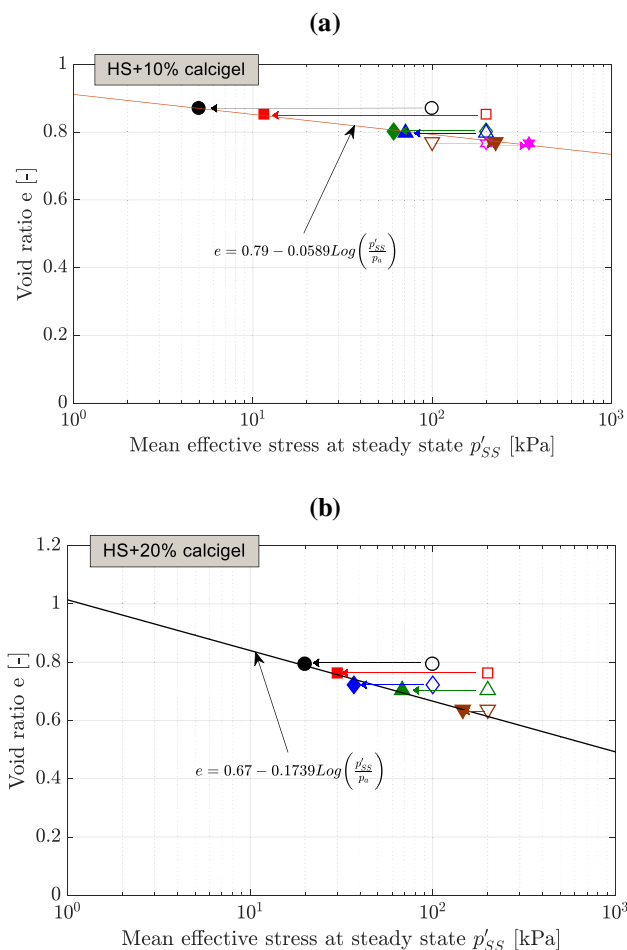 (a)
HS+10% calcigel
1
0.8
0.6
0.4
0.2
0
Void ratio e [-]
e = 0.79 − 0.0589Log(p′SS/pa)
10^0
10^1
10^2
10^3
Mean effective stress at steady state p′SS [kPa]
(b)
HS+20% calcigel
1.2
1
0.8
0.6
0.4
0.2
0
Void ratio e [-]
e = 0.67 − 0.1739Log(p′SS/pa)
10^0
10^1
10^2
10^3
Mean effective stress at steady state p′SS [kPa]